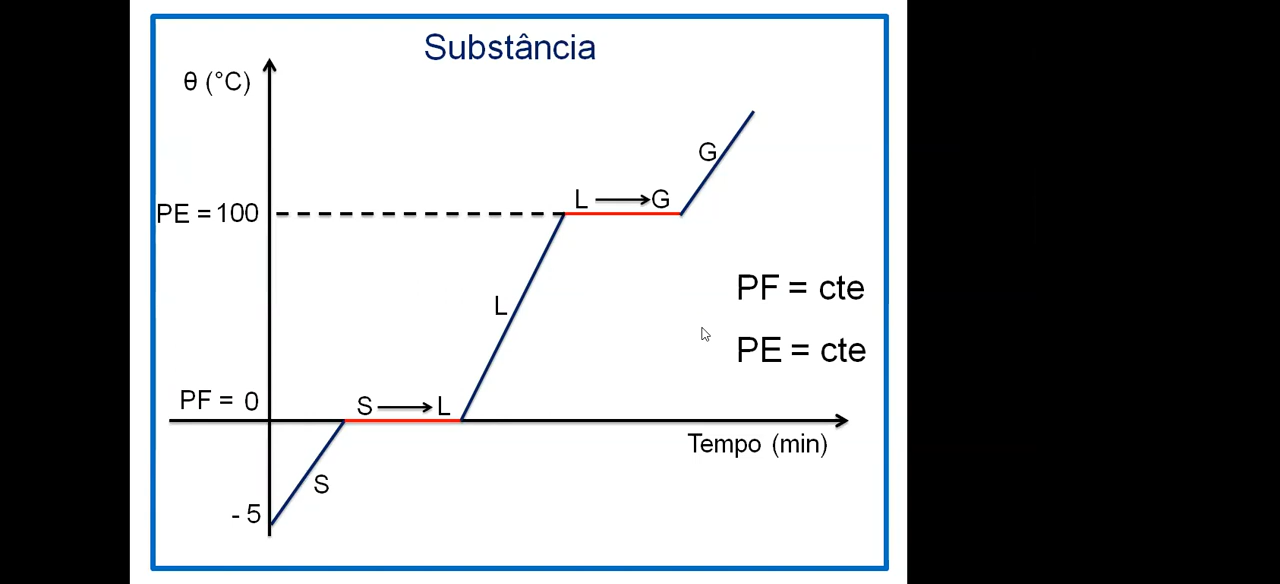 Substância
θ (°C)
G
L G
PE = 100
PF = cte
L
PE = cte
PF = 0
S L
Tempo (min)
S
- 5